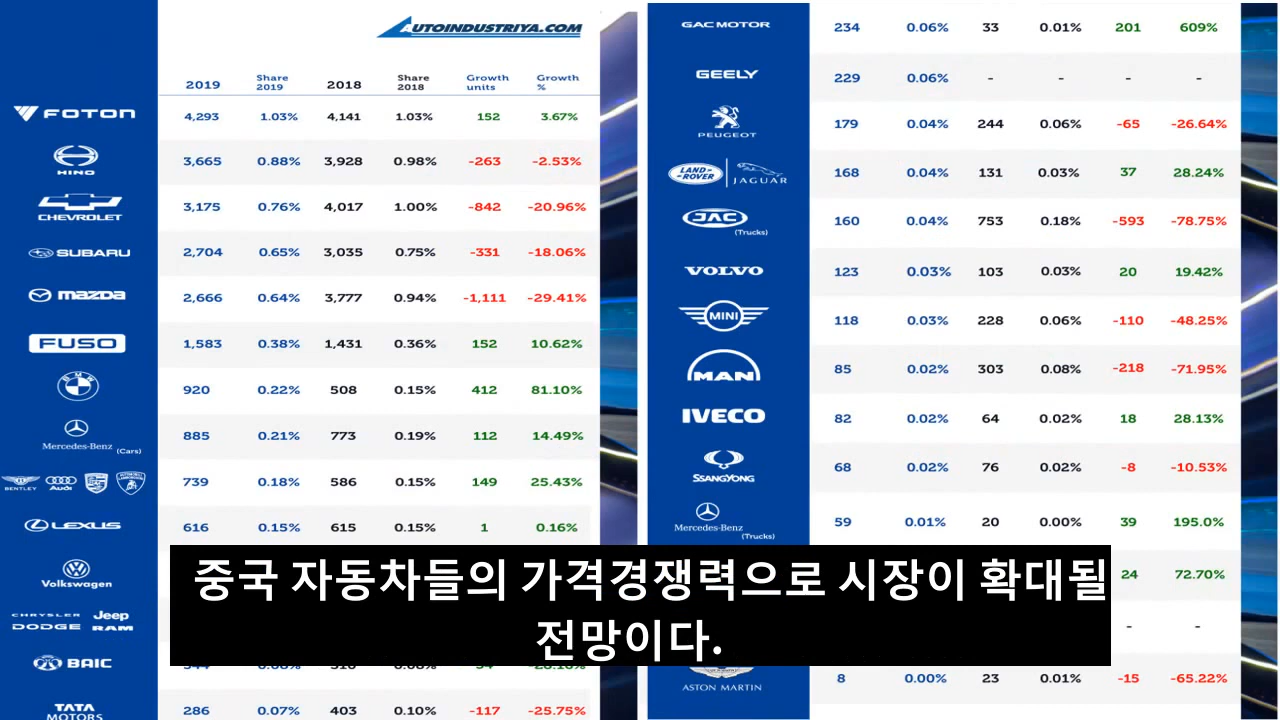 AUTOINDUSTRIYA.COM
2019 Share 2019 2018 Share 2018 Growth units Growth %
FOTON 4,293 1.03% 4,141 1.03% 152 3.67%
HINO 3,665 0.88% 3,928 0.98% -263 -2.53%
CHEVROLET 3,175 0.76% 4,017 1.00% -842 -20.96%
SUBARU 2,704 0.65% 3,035 0.75% -331 -18.06%
mazda 2,666 0.64% 3,777 0.94% -1,111 -29.41%
FUSO 1,583 0.38% 1,431 0.36% 152 10.62%
BMW 920 0.22% 508 0.15% 412 81.10%
Mercedes-Benz (Cars) 885 0.21% 773 0.19% 112 14.49%
BENTLEY Audi 739 0.18% 586 0.15% 149 25.43%
LEXUS 616 0.15% 615 0.15% 1 0.16%
Volkswagen
CHRYSLER Jeep
DODGE RAM
BAIC
TATA MOTORS 286 0.07% 403 0.10% -117 -25.75%
GAC MOTOR 234 0.06% 33 0.01% 201 609%
GEELY 229 0.06% - - - -
PEUGEOT 179 0.04% 244 0.06% -65 -26.64%
LAND-ROVER JAGUAR 168 0.04% 131 0.03% 37 28.24%
JAC (Trucks) 160 0.04% 753 0.18% -593 -78.75%
VOLVO 123 0.03% 103 0.03% 20 19.42%
MINI 118 0.03% 228 0.06% -110 -48.25%
MAN 85 0.02% 303 0.08% -218 -71.95%
IVECO 82 0.02% 64 0.02% 18 28.13%
SSANGYONG 68 0.02% 76 0.02% -8 -10.53%
Mercedes-Benz (Trucks) 59 0.01% 20 0.00% 39 195.0%
24 72.70%
- -
ASTON MARTIN 8 0.00% 23 0.01% -15 -65.22%
중국 자동차들의 가격경쟁력으로 시장이 확대될
전망이다.